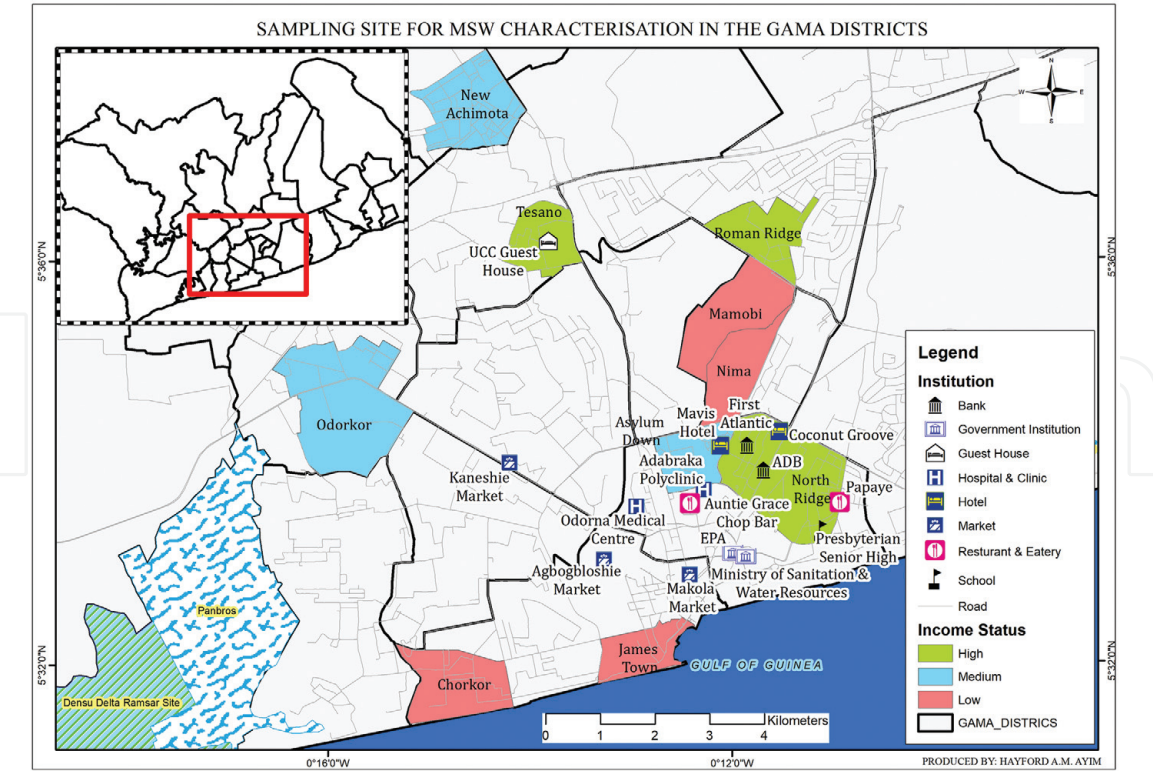 SAMPLING SITE FOR MSW CHARACTERISATION IN THE GAMA DISTRICTS
N
W
E
S
New
Achimota
Tesano
UCC Guest
House
Roman Ridge
5°36'0"N
5°36'0"N
Mamobi
Nima
Odorkor
First
Atlantic
Mavis
Hotel
Asylum
Down
Coconut Groove
Adabraka
Polyclinic
ADB
Kaneshie
Market
North
Ridge
Papaye
Auntie Grace
Chop Bar
Odorna Medical
Centre
EPA
Presbyterian
Senior High
Agbogbloshie
Market
Ministry of Sanitation &
Water Resources
Makola
Market
Panbros
James
Town
GULF OF GUINEA
Chorkor
Densu Delta Ramsar Site
5°32'0"N
5°32'0"N
Legend
Institution
Bank
Government Institution
Guest House
Hospital & Clinic
Hotel
Market
Resturant & Eatery
School
Road
Income Status
High
Medium
Low
GAMA_DISTRICS
Kilometers
0 1 2 3 4
0°16'0"W
0°12'0"W
PRODUCED BY: HAYFORD A.M. AYIM